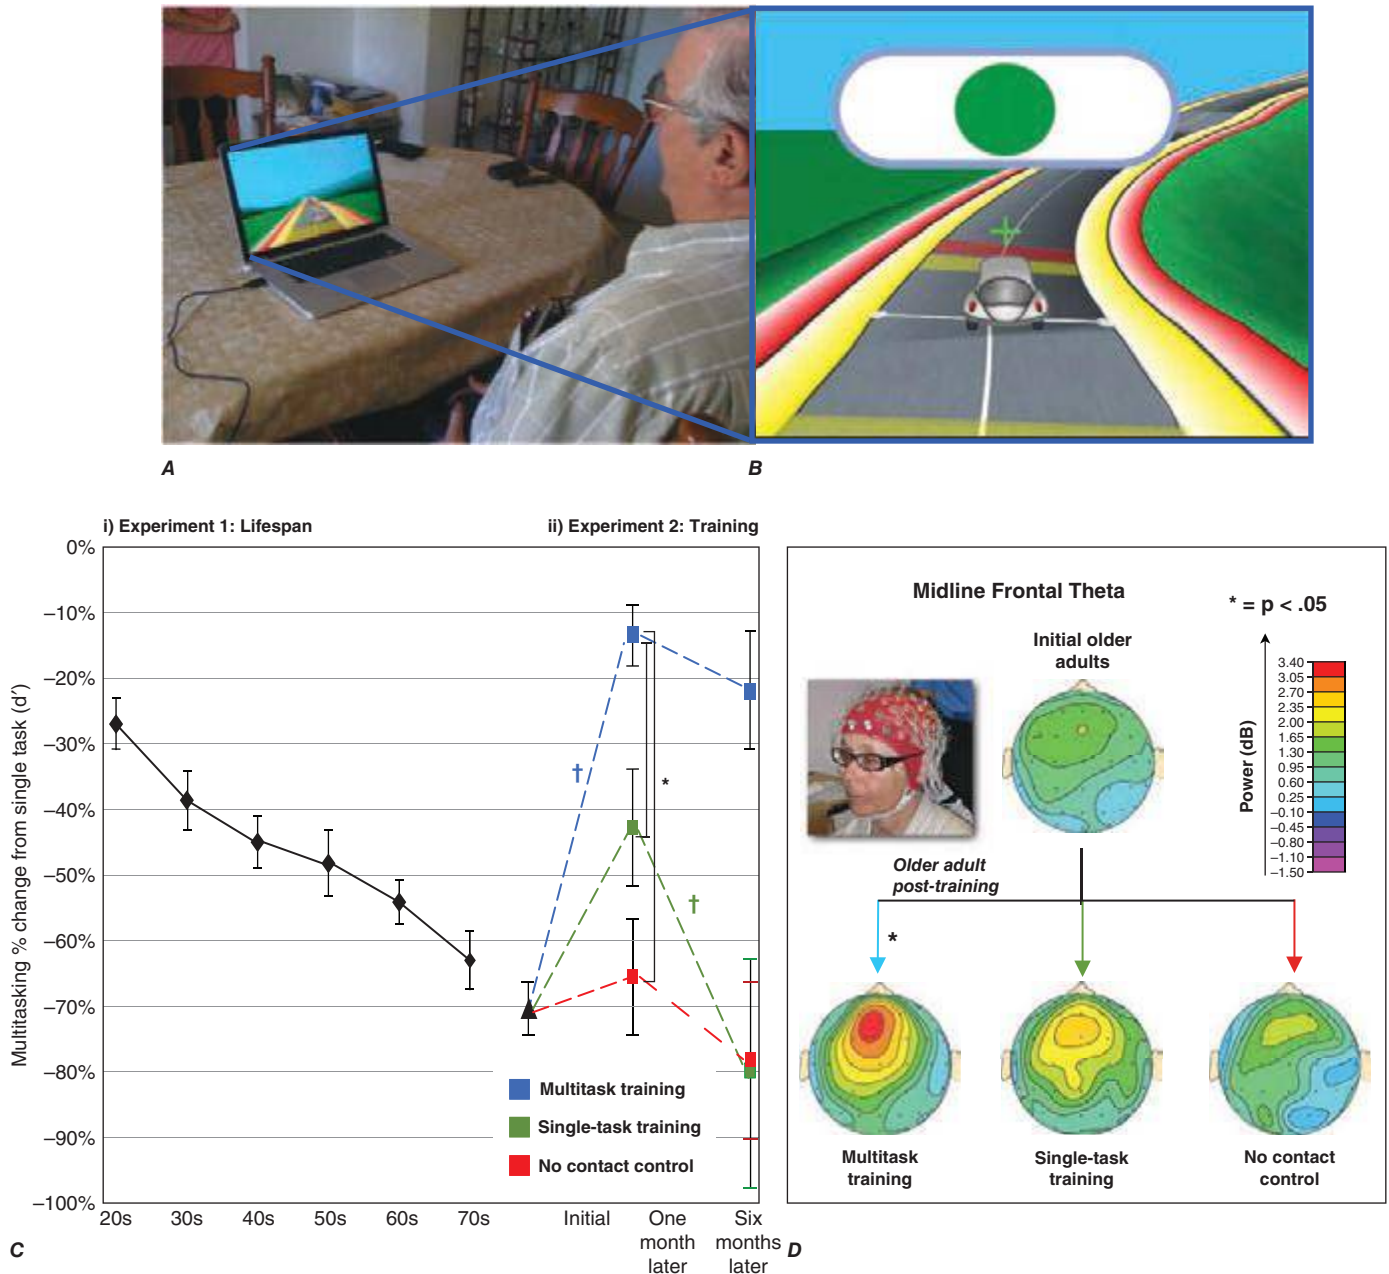 A
B
i) Experiment 1: Lifespan
ii) Experiment 2: Training
Multitasking % change from single task (d′)
0%
–10%
–20%
–30%
–40%
–50%
–60%
–70%
–80%
–90%
–100%
†
*
†
Multitask training
Single-task training
No contact control
20s
30s
40s
50s
60s
70s
Initial
One
month
later
Six
months
later
C
Midline Frontal Theta
* = p < .05
Initial older
adults
Power (dB)
3.40
3.05
2.70
2.35
2.00
1.65
1.30
0.95
0.60
0.25
–0.10
–0.45
–0.80
–1.10
–1.50
Older adult
post-training
*
Multitask
training
Single-task
training
No contact
control
D